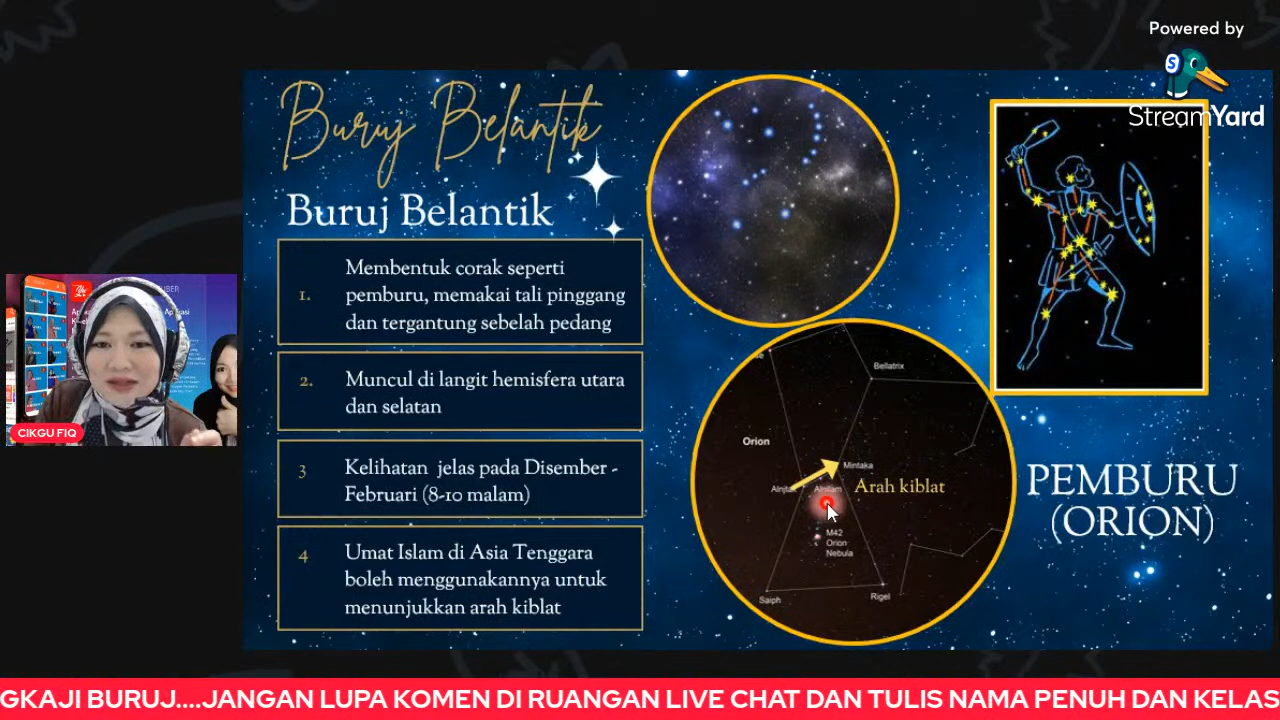 Powered by
StreamYard
Buruj Belantik
Buruj Belantik
1. Membentuk corak seperti
pemburu, memakai tali pinggang
dan tergantung sebelah pedang
2. Muncul di langit hemisfera utara
dan selatan
3 Kelihatan jelas pada Disember -
Februari (8-10 malam)
4 Umat Islam di Asia Tenggara
boleh menggunakannya untuk
menunjukkan arah kiblat
Bellatrix
Orion
Mintaka
Alnilam
Arah kiblat
M42
Orion
Nebula
Saiph
Rigel
PEMBURU
(ORION)
CIKGU FIQ
GKAJI BURUJ....JANGAN LUPA KOMEN DI RUANGAN LIVE CHAT DAN TULIS NAMA PENUH DAN KELAS